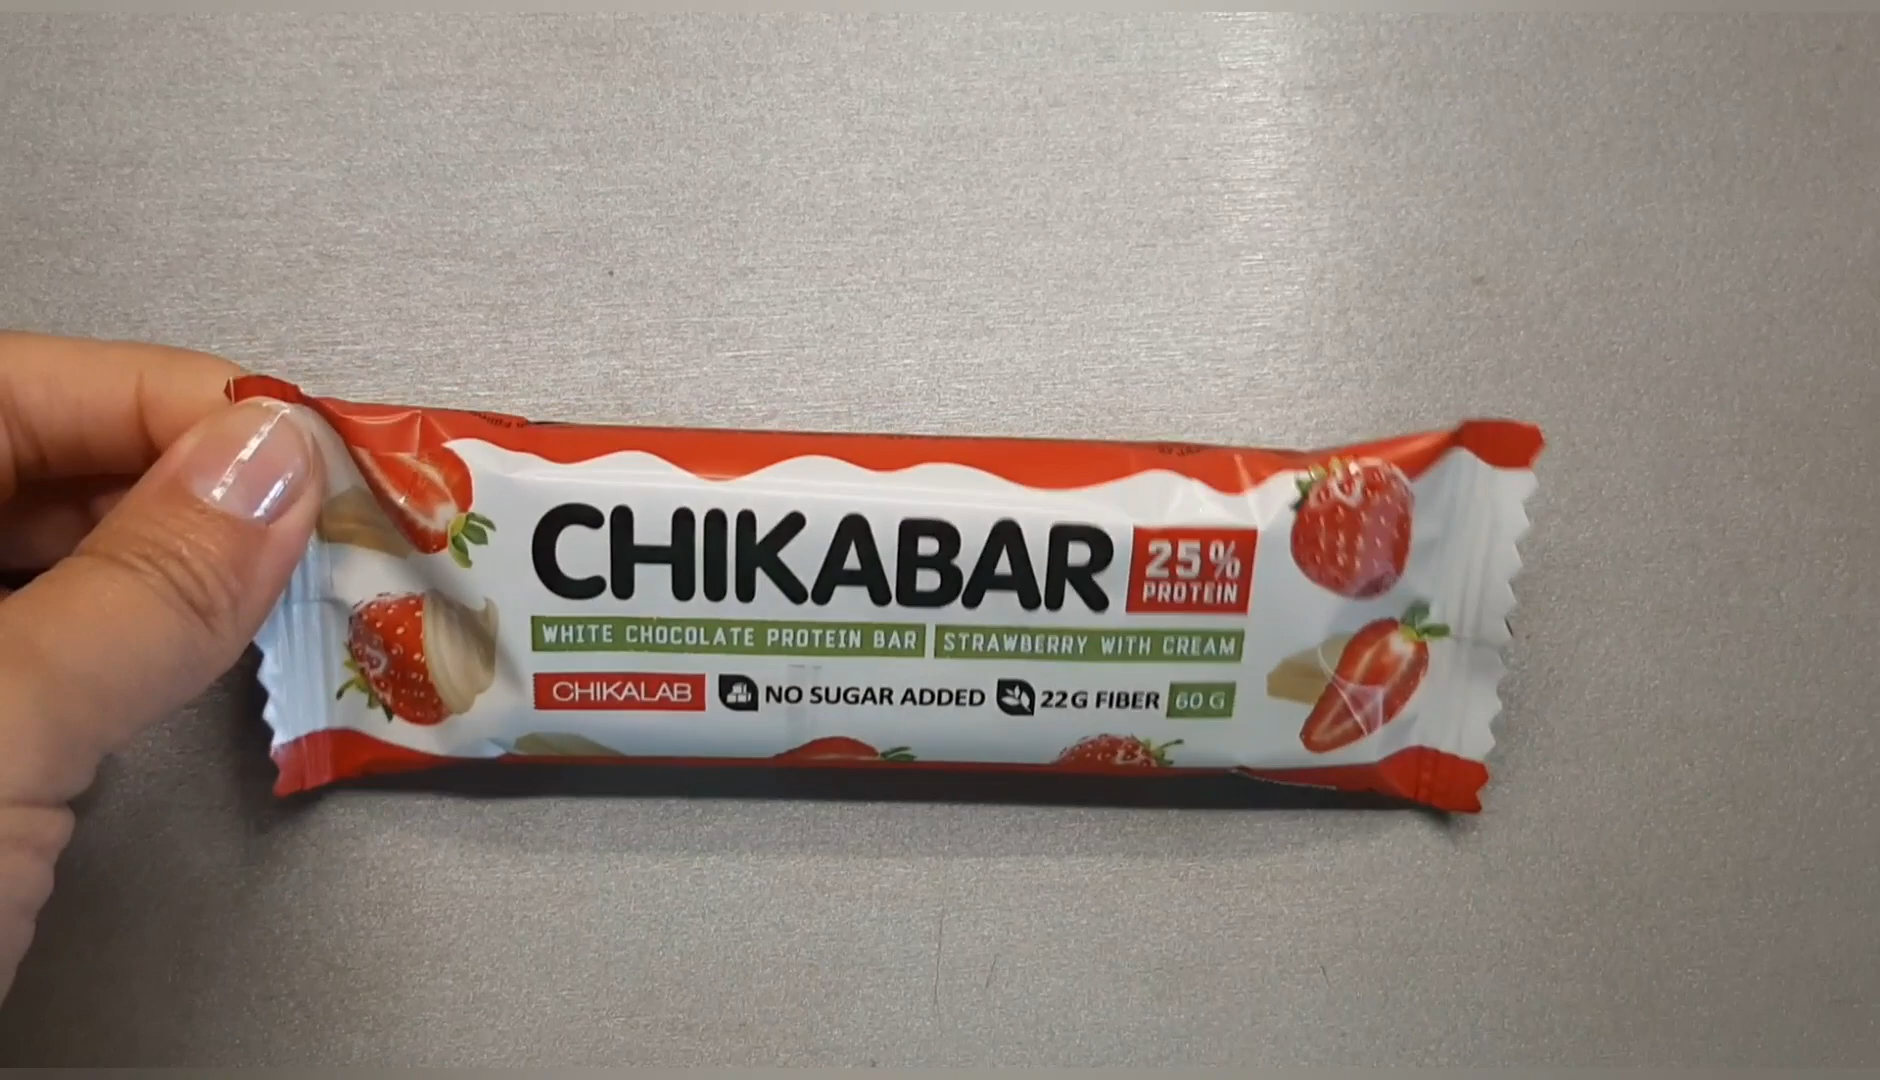 CHIKABAR
25%
PROTEIN
WHITE CHOCOLATE PROTEIN BAR
STRAWBERRY WITH CREAM
CHIKALAB
NO SUGAR ADDED
22G FIBER
60 G